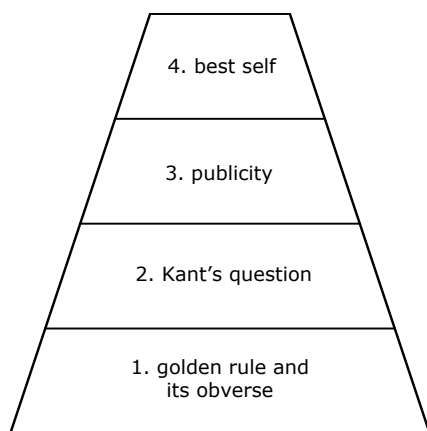 4. best self
3. publicity
2. Kant’s question
1. golden rule and
its obverse